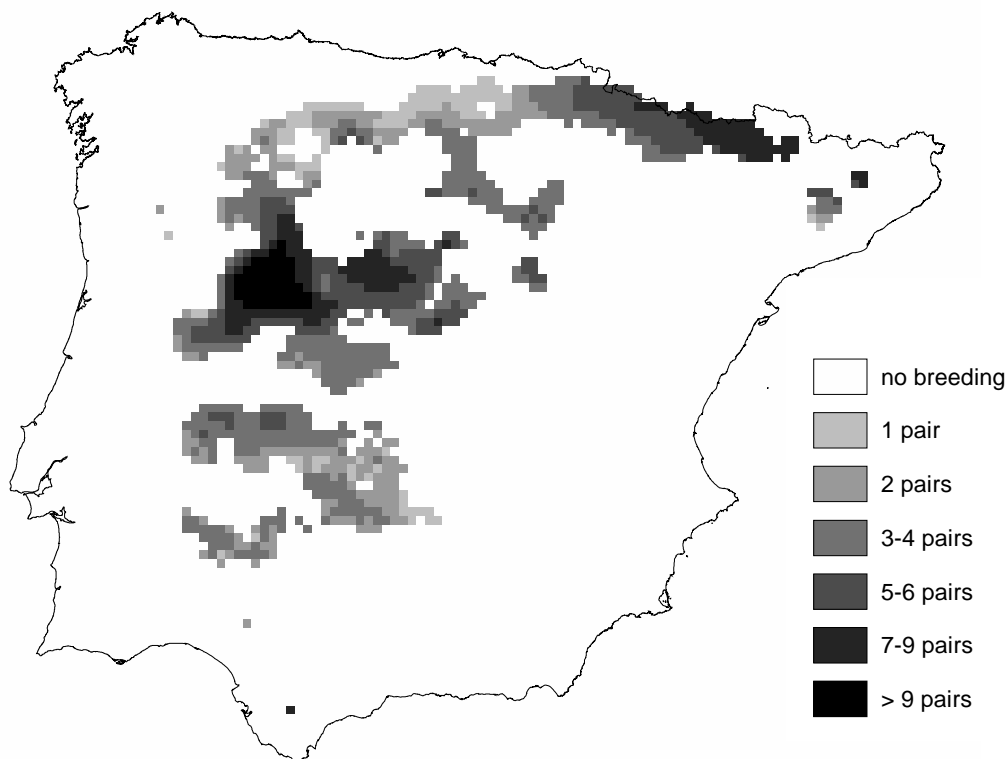 no breeding
1 pair
2 pairs
3-4 pairs
5-6 pairs
7-9 pairs
> 9 pairs